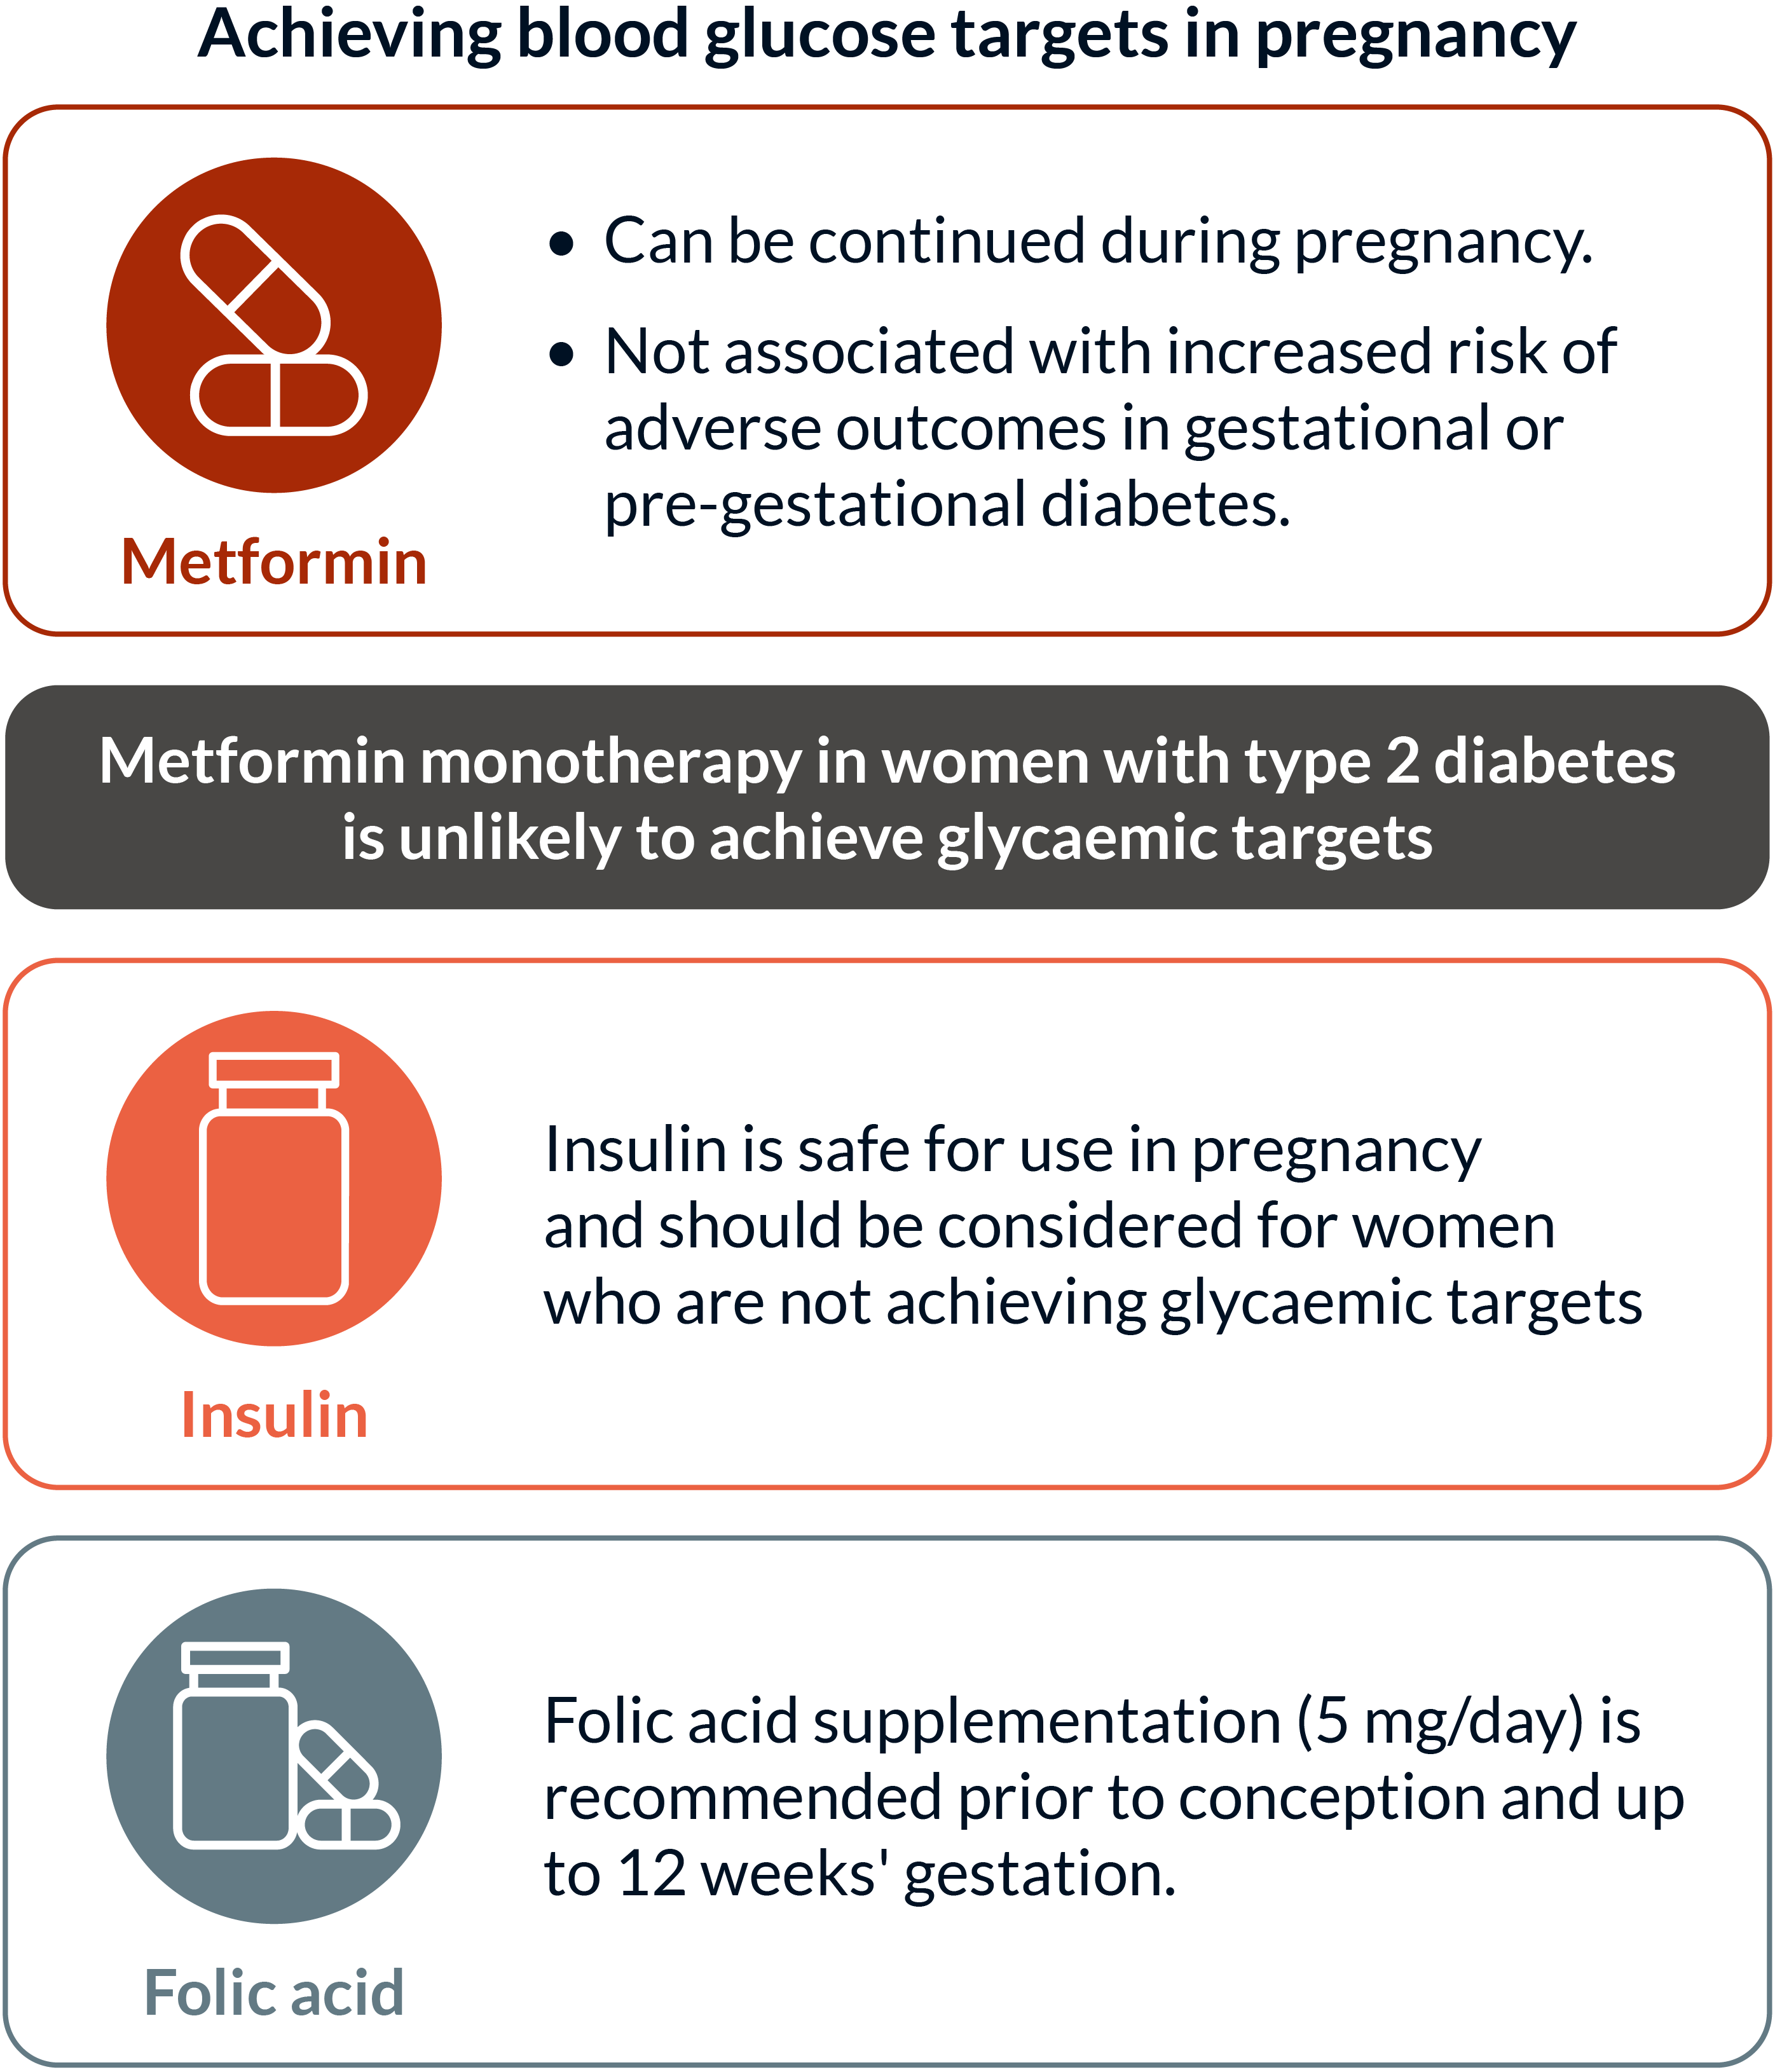 Achieving blood glucose targets in pregnancy
• Can be continued during pregnancy.
• Not associated with increased risk of
adverse outcomes in gestational or
pre-gestational diabetes.
Metformin
Metformin monotherapy in women with type 2 diabetes
is unlikely to achieve glycaemic targets
Insulin is safe for use in pregnancy
and should be considered for women
who are not achieving glycaemic targets
Insulin
Folic acid supplementation (5 mg/day) is
recommended prior to conception and up
to 12 weeks' gestation.
Folic acid